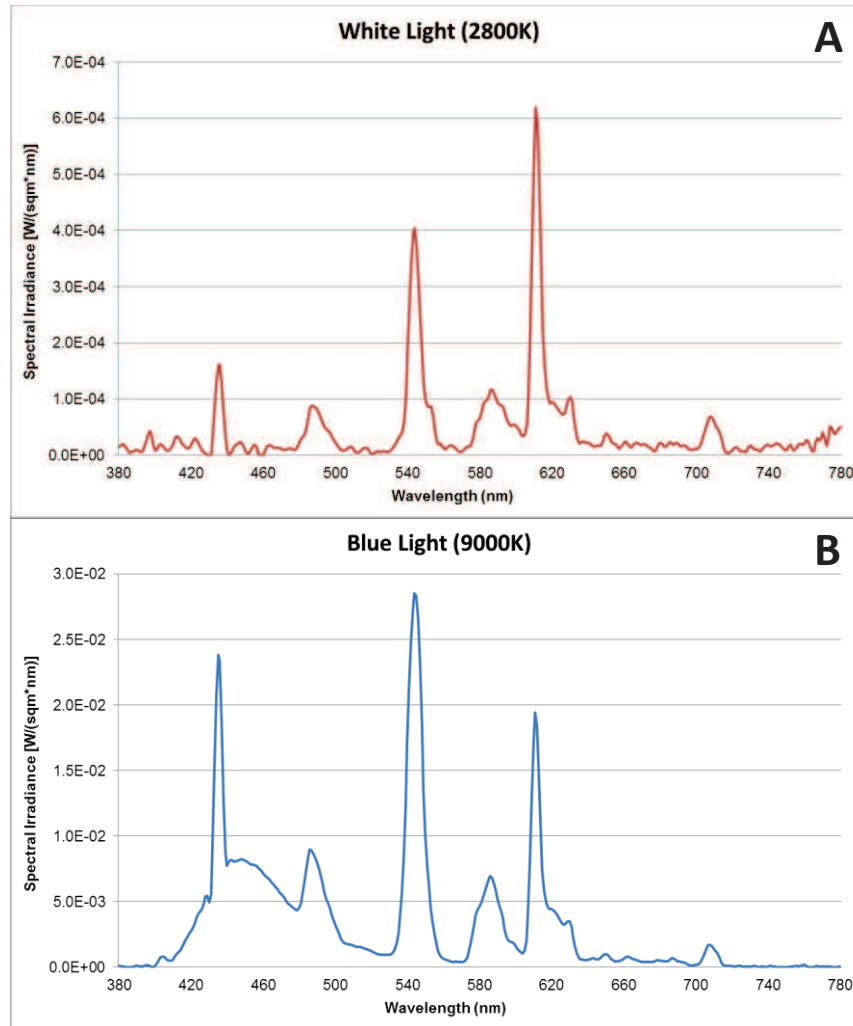 White Light (2800K)
A
7.0E-04
6.0E-04
5.0E-04
4.0E-04
3.0E-04
2.0E-04
1.0E-04
0.0E+00
Spectral Irradiance [W/(sqm*nm)]
380 420 460 500 540 580 620 660 700 740 780
Wavelength (nm)
Blue Light (9000K)
B
3.0E-02
2.5E-02
2.0E-02
1.5E-02
1.0E-02
5.0E-03
0.0E+00
Spectral Irradiance [W/(sqm*nm)]
380 420 460 500 540 580 620 660 700 740 780
Wavelength (nm)